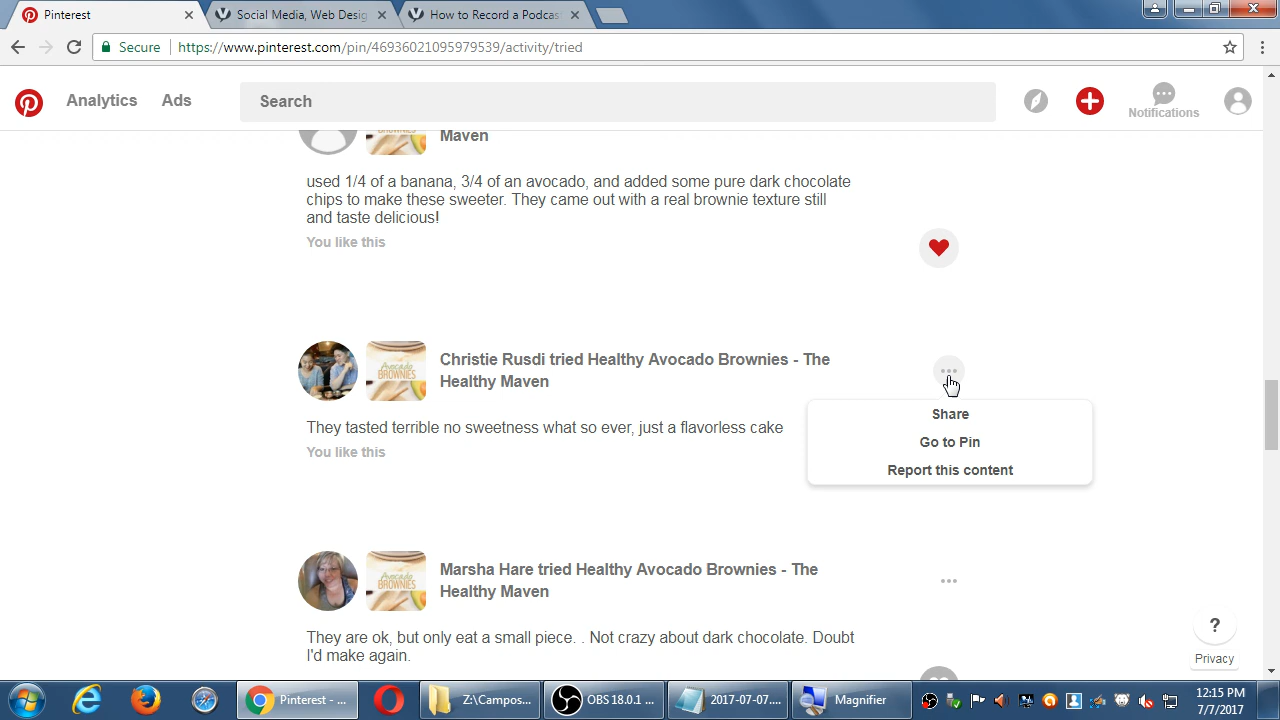 Pinterest
Social Media, Web Desig
How to Record a Podcas
Secure
https://www.pinterest.com/pin/46936021095979539/activity/tried
Analytics
Ads
Search
Notifications
Maven
used 1/4 of a banana, 3/4 of an avocado, and added some pure dark chocolate
chips to make these sweeter. They came out with a real brownie texture still
and taste delicious!
You like this
Avocado
BROWNIES
Christie Rusdi tried Healthy Avocado Brownies - The
Healthy Maven
They tasted terrible no sweetness what so ever, just a flavorless cake
You like this
Share
Go to Pin
Report this content
Avocado
BROWNIES
Marsha Hare tried Healthy Avocado Brownies - The
Healthy Maven
They are ok, but only eat a small piece. . Not crazy about dark chocolate. Doubt
I'd make again.
?
Privacy
Pinterest - ...
Z:\Campos...
OBS 18.0.1 ...
2017-07-07....
Magnifier
12:15 PM
7/7/2017